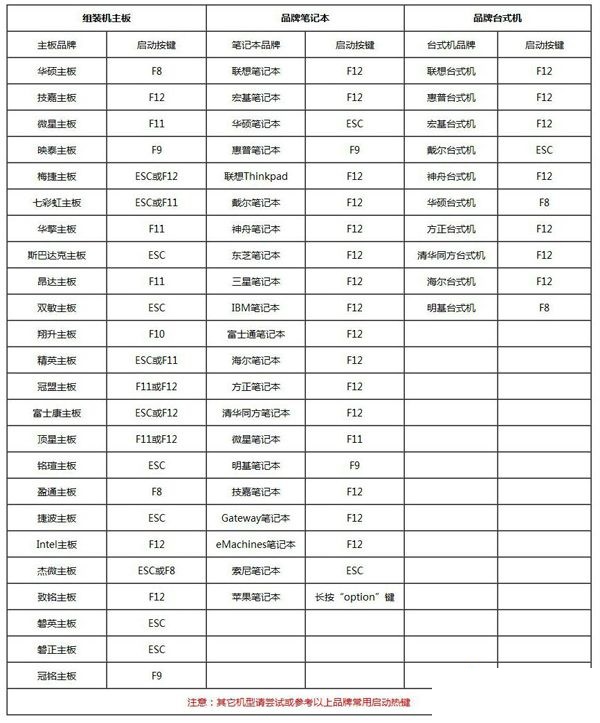 组装机主板 品牌笔记本 品牌台式机
主板品牌 启动按键 笔记本品牌 启动按键 台式机品牌 启动按键
华硕主板 F8 联想笔记本 F12 联想台式机 F12
技嘉主板 F12 宏基笔记本 F12 惠普台式机 F12
微星主板 F11 华硕笔记本 ESC 宏基台式机 F12
映泰主板 F9 惠普笔记本 F9 戴尔台式机 ESC
梅捷主板 ESC或F12 联想Thinkpad F12 神舟台式机 F12
七彩虹主板 ESC或F11 戴尔笔记本 F12 华硕台式机 F8
华擎主板 F11 神舟笔记本 F12 方正台式机 F12
斯巴达克主板 ESC 东芝笔记本 F12 清华同方台式机 F12
昂达主板 F11 三星笔记本 F12 海尔台式机 F12
双敏主板 ESC IBM笔记本 F12 明基台式机 F8
翔升主板 F10 富士通笔记本 F12
精英主板 ESC或F11 海尔笔记本 F12
冠盟主板 F11或F12 方正笔记本 F12
富士康主板 ESC或F12 清华同方笔记本 F12
顶星主板 F11或F12 微星笔记本 F11
铭瑄主板 ESC 明基笔记本 F9
盈通主板 F8 技嘉笔记本 F12
捷波主板 ESC Gateway笔记本 F12
Intel主板 F12 eMachines笔记本 F12
杰微主板 ESC或F8 索尼笔记本 ESC
致铭主板 F12 苹果笔记本 长按“option”键
磐英主板 ESC
磐正主板 ESC
冠铭主板 F9
注意：其它机型请尝试或参考以上品牌常用启动热键